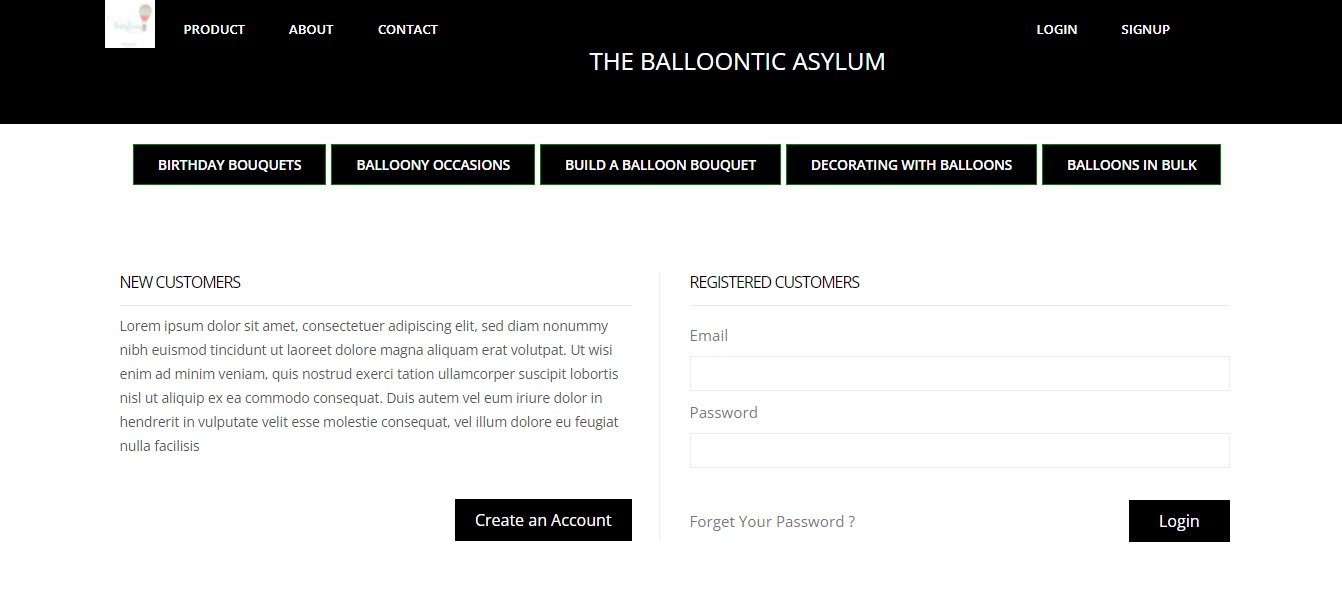 PRODUCT ABOUT CONTACT LOGIN SIGNUP
THE BALLOONTIC ASYLUM
BIRTHDAY BOUQUETS BALLOONY OCCASIONS BUILD A BALLOON BOUQUET DECORATING WITH BALLOONS BALLOONS IN BULK
NEW CUSTOMERS
Lorem ipsum dolor sit amet, consectetuer adipiscing elit, sed diam nonummy
nibh euismod tincidunt ut laoreet dolore magna aliquam erat volutpat. Ut wisi
enim ad minim veniam, quis nostrud exerci tation ullamcorper suscipit lobortis
nisl ut aliquip ex ea commodo consequat. Duis autem vel eum iriure dolor in
hendrerit in vulputate velit esse molestie consequat, vel illum dolore eu feugiat
nulla facilisis
Create an Account
REGISTERED CUSTOMERS
Email
Password
Forget Your Password ?
Login